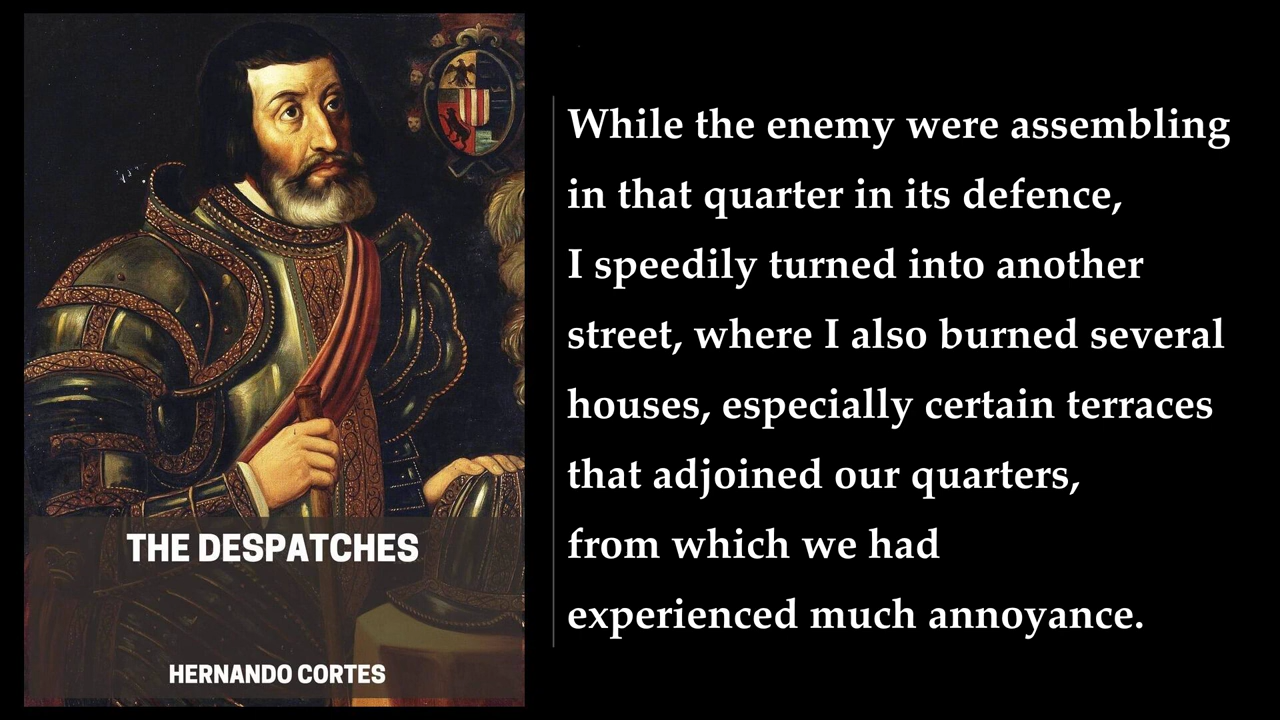 THE DESPATCHES
HERNANDO CORTES
While the enemy were assembling
in that quarter in its defence,
I speedily turned into another
street, where I also burned several
houses, especially certain terraces
that adjoined our quarters,
from which we had
experienced much annoyance.